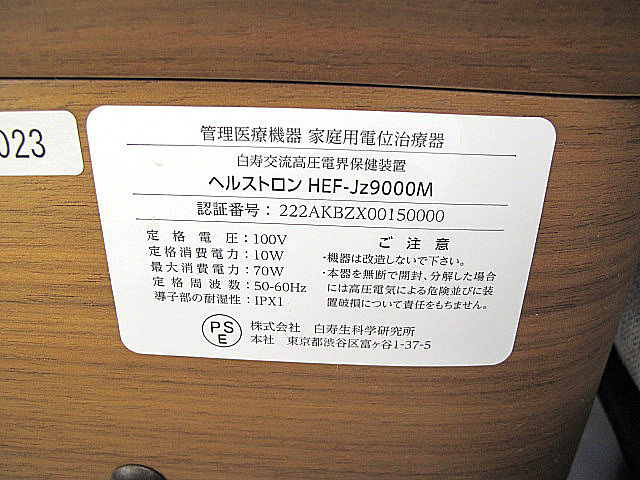 023
管理医療機器 家庭用電位治療器
白寿交流高圧電界保健装置
ヘルストロン HEF-Jz9000M
認証番号：222AKBZX00150000
定格電圧：100V
定格消費電力：10W
最大消費電力：70W
定格周波数：50-60Hz
導子部の耐湿性：IPX1
ご注意
・機器は改造しないで下さい。
・本器を無断で開封、分解した場合
には高圧電気による危険並びに装
置破損について責任をもちません。
PS
E
株式会社 白寿生科学研究所
本社 東京都渋谷区富ヶ谷1-37-5